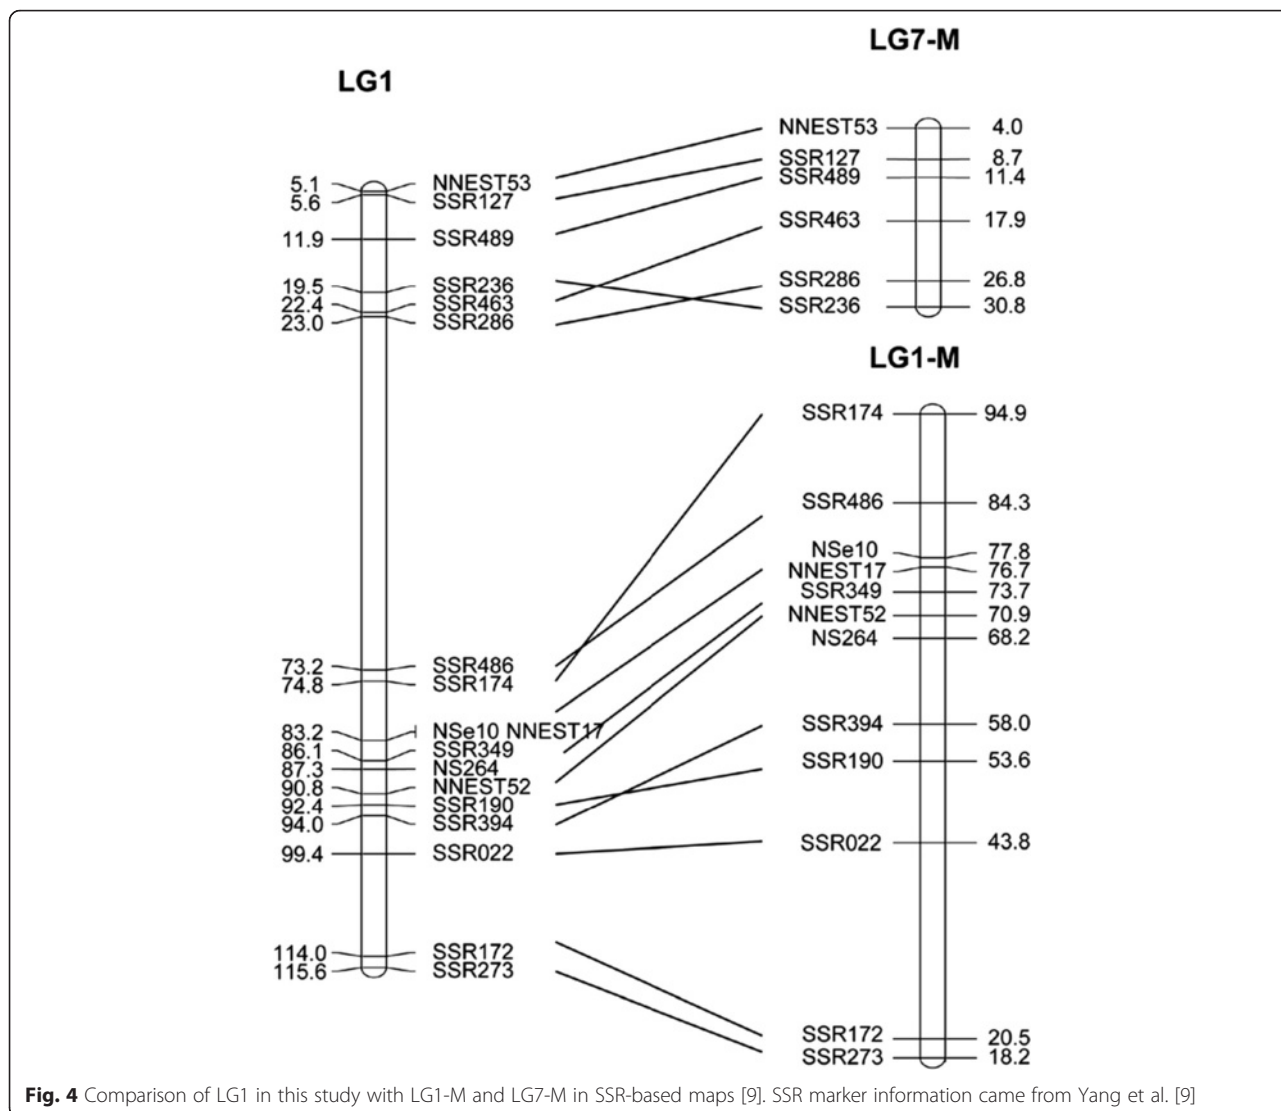 LG1
5.1 NNEST53
5.6 SSR127
11.9 SSR489
19.5 SSR236
22.4 SSR463
23.0 SSR286
73.2 SSR486
74.8 SSR174
83.2 NSe10 NNEST17
86.1 SSR349
87.3 NS264
90.8 NNEST52
92.4 SSR190
94.0 SSR394
99.4 SSR022
114.0 SSR172
115.6 SSR273
LG7-M
NNEST53 4.0
SSR127 8.7
SSR489 11.4
SSR463 17.9
SSR286 26.8
SSR236 30.8
LG1-M
SSR174 94.9
SSR486 84.3
NSe10 77.8
NNEST17 76.7
SSR349 73.7
NNEST52 70.9
NS264 68.2
SSR394 58.0
SSR190 53.6
SSR022 43.8
SSR172 20.5
SSR273 18.2
Fig. 4 Comparison of LG1 in this study with LG1-M and LG7-M in SSR-based maps [9]. SSR marker information came from Yang et al. [9]